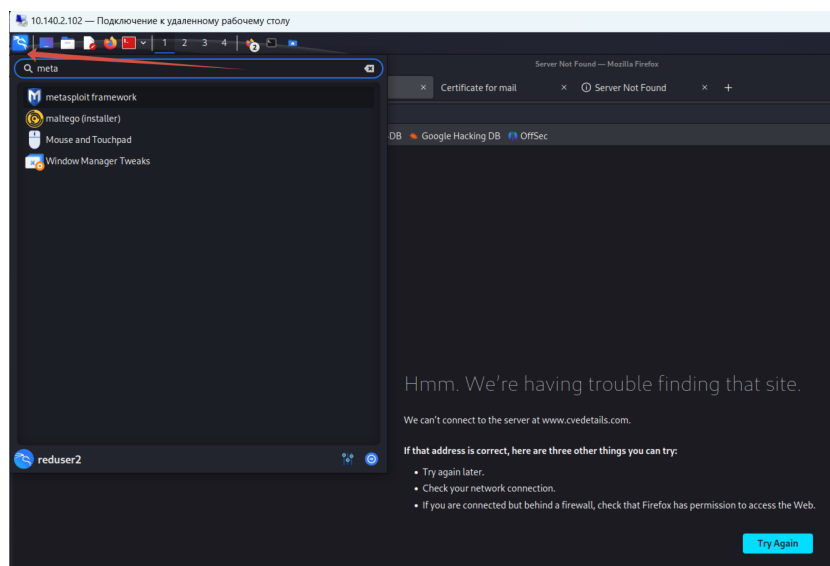 10.140.2.102 — Подключение к удаленному рабочему столу
1 2 3 4 2
meta
Server Not Found — Mozilla Firefox
metasploit framework
Certificate for mail
Server Not Found
maltego (installer)
Mouse and Touchpad
-DB Google Hacking DB OffSec
Window Manager Tweaks
Hmm. We're having trouble finding that site.
We can't connect to the server at www.cvedetails.com.
If that address is correct, here are three other things you can try:
• Try again later.
• Check your network connection.
• If you are connected but behind a firewall, check that Firefox has permission to access the Web.
reduser2
Try Again